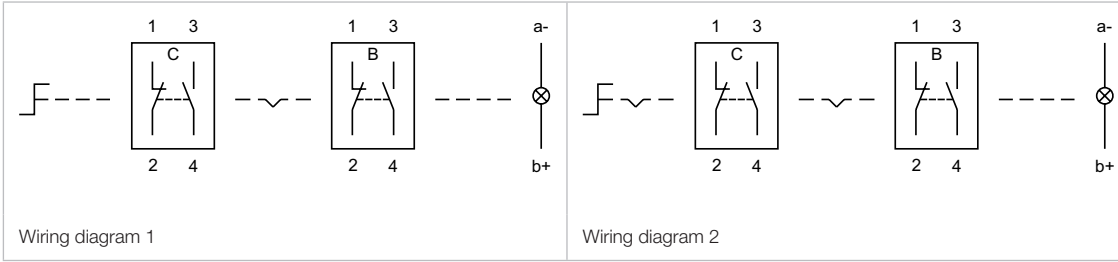 1 3 1 3 a-
C B
2 4 2 4 b+
Wiring diagram 1
1 3 1 3 a-
C B
2 4 2 4 b+
Wiring diagram 2